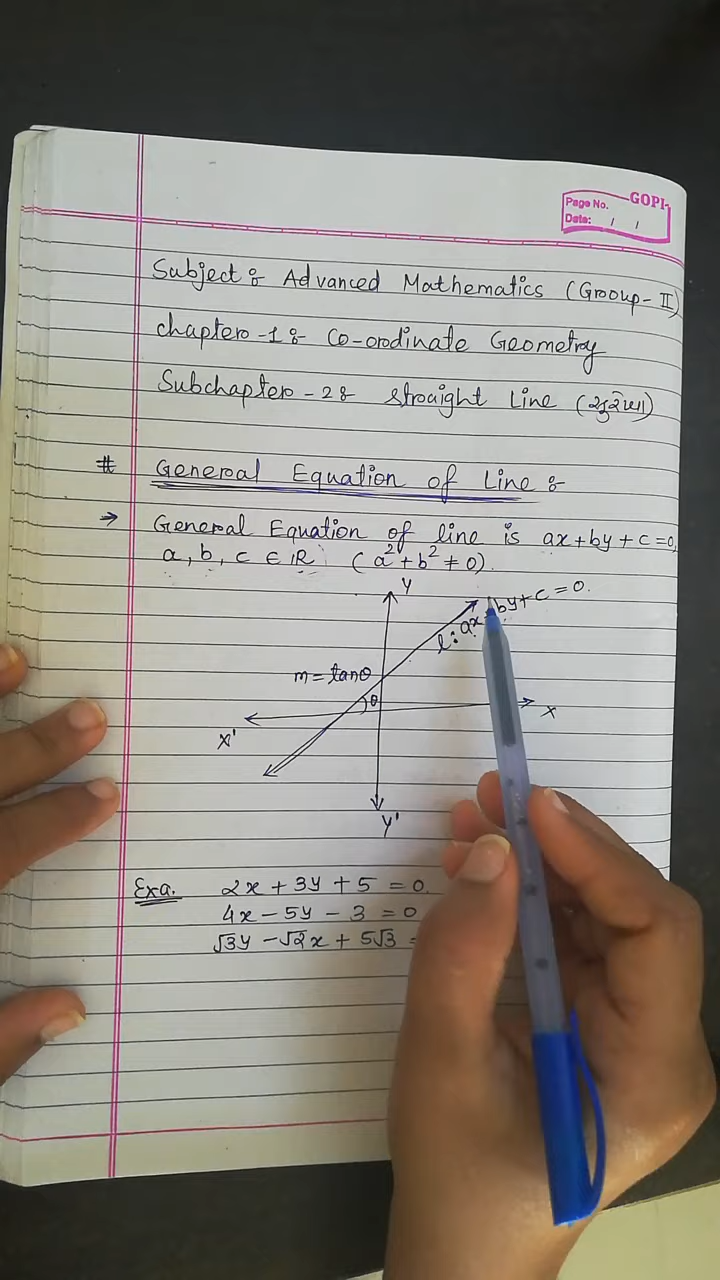 GOPI
Page No.
Date: / /
Subject : Advanced Mathematics (Group - II)
chapter - 1 : Co-ordinate Geometry
Subchapter - 2 : Straight Line (સુરેખા)
# General Equation of Line :
→ General Equation of line is ax + by + c = 0,
a, b, c ∈ R (a² + b² ≠ 0).
Y
l : ax + by + c = 0.
m = tanθ
θ
X
X'
Y'
Exa. 2x + 3y + 5 = 0.
4x - 5y - 3 = 0
√3y - √2x + 5√3 =